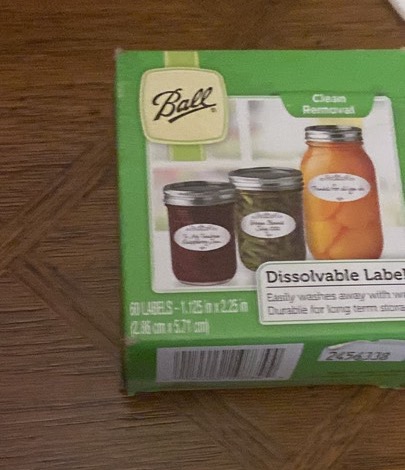 Ball
Clean
Removal
Dissolvable Label
Easily washes away with w
Durable for long term stora
60 LABELS - 1.125 in x 2.25 in
(2.86 cm x 5.71 cm)
2456338